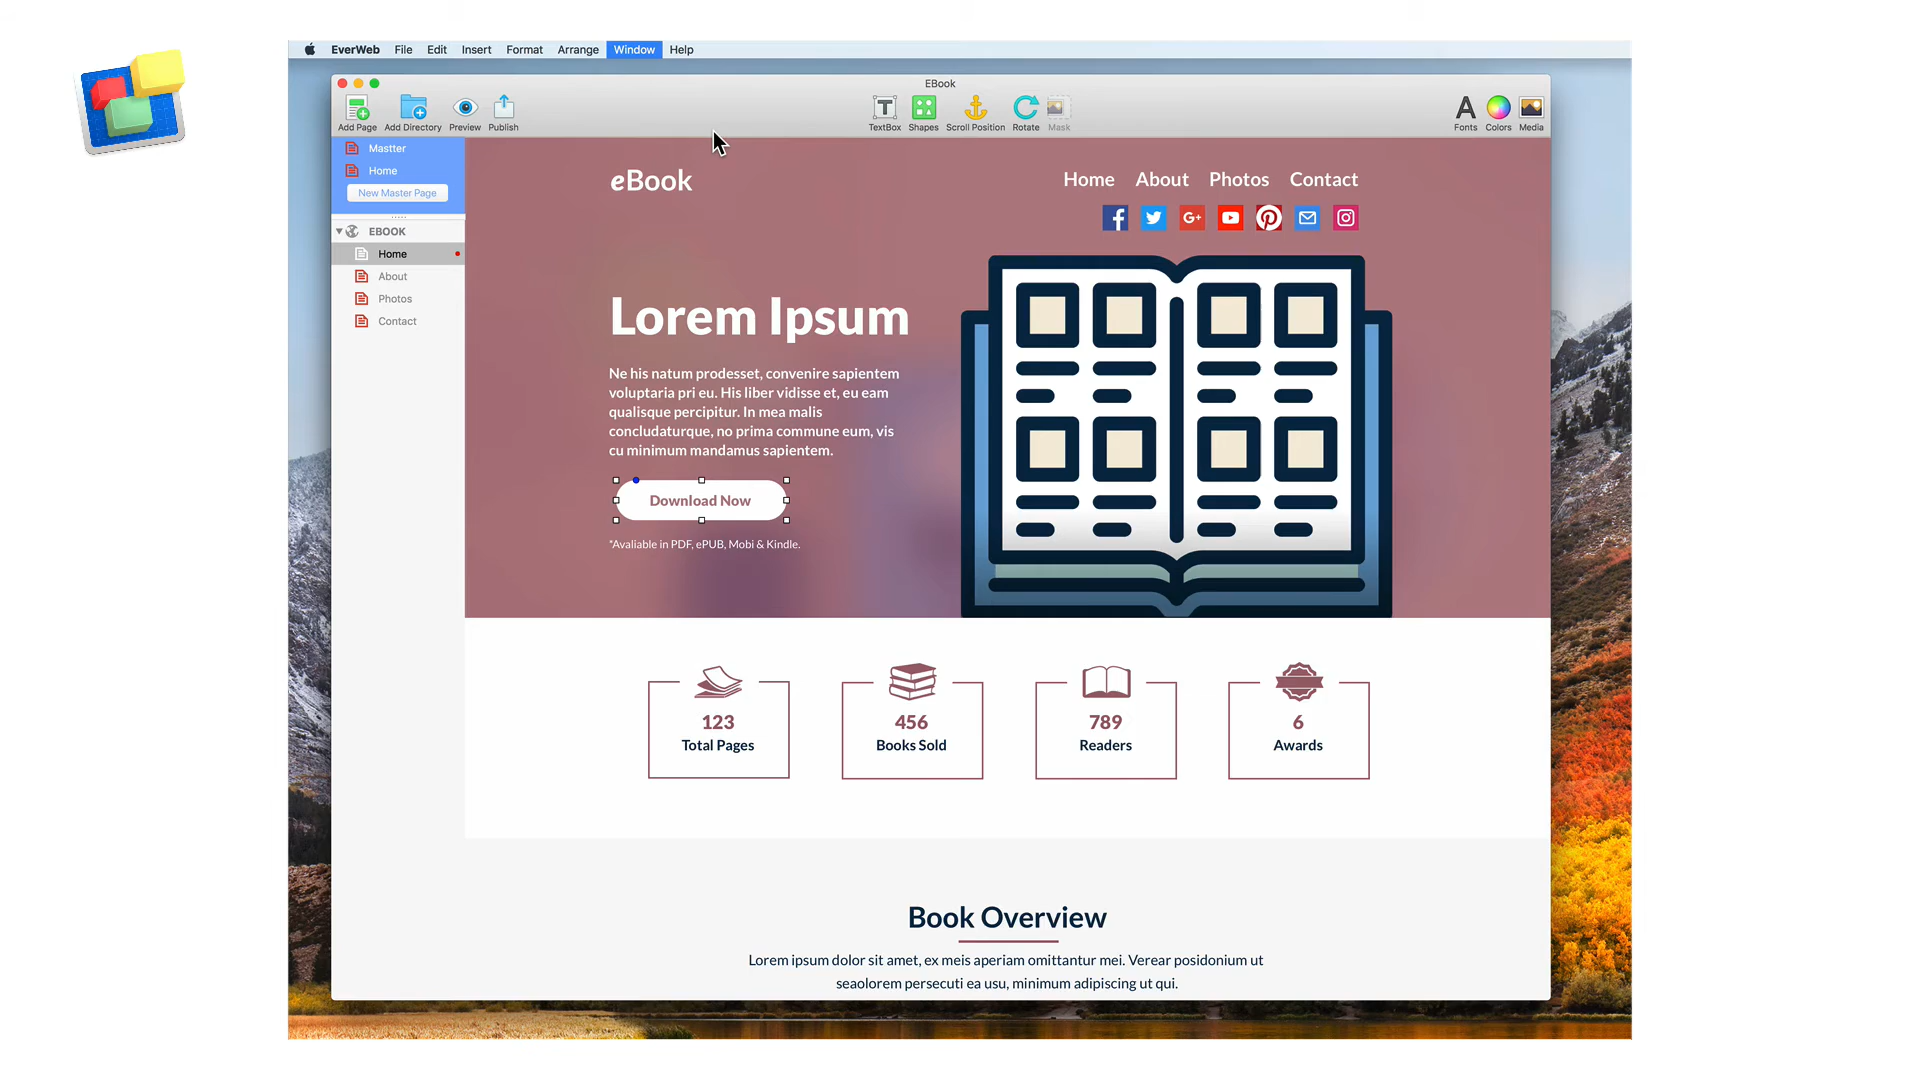 EverWeb File Edit Insert Format Arrange Window Help
EBook
Add Page Add Directory Preview Publish
TextBox Shapes Scroll Position Rotate Mask
Fonts Colors Media
Mastter
Home
New Master Page
EBOOK
Home
About
Photos
Contact
eBook
Home About Photos Contact
Lorem Ipsum
Ne his natum prodesset, convenire sapientem
voluptaria pri eu. His liber vidisse et, eu eam
qualisque percipitur. In mea malis
concludaturque, no prima commune eum, vis
cu minimum mandamus sapientem.
Download Now
*Avaliable in PDF, ePUB, Mobi & Kindle.
123
Total Pages
456
Books Sold
789
Readers
6
Awards
Book Overview
Lorem ipsum dolor sit amet, ex meis aperiam omittantur mei. Verear posidonium ut
seaolorem persecuti ea usu, minimum adipiscing ut qui.